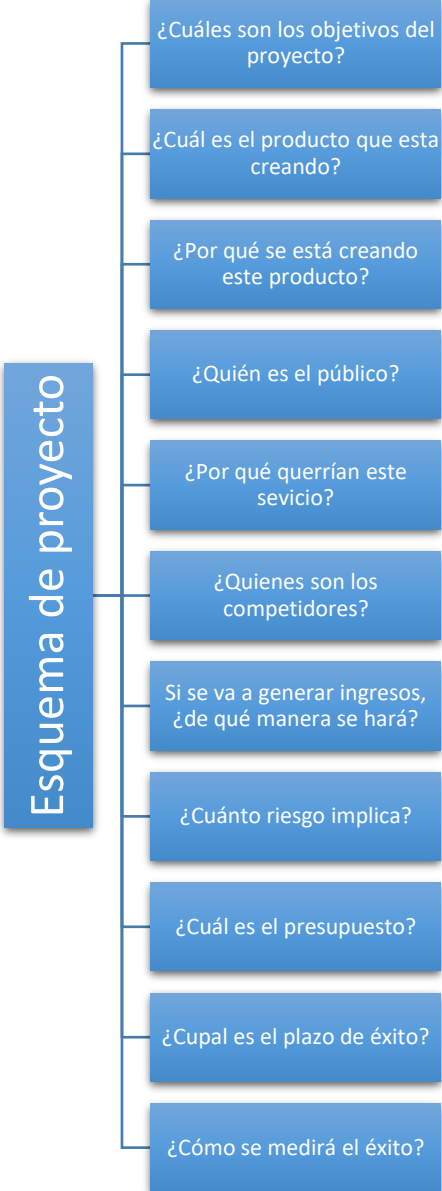 Esquema de proyecto
¿Cuáles son los objetivos del
proyecto?
¿Cuál es el producto que esta
creando?
¿Por qué se está creando
este producto?
¿Quién es el público?
¿Por qué querrían este
sevicio?
¿Quienes son los
competidores?
Si se va a generar ingresos,
¿de qué manera se hará?
¿Cuánto riesgo implica?
¿Cuál es el presupuesto?
¿Cupal es el plazo de éxito?
¿Cómo se medirá el éxito?